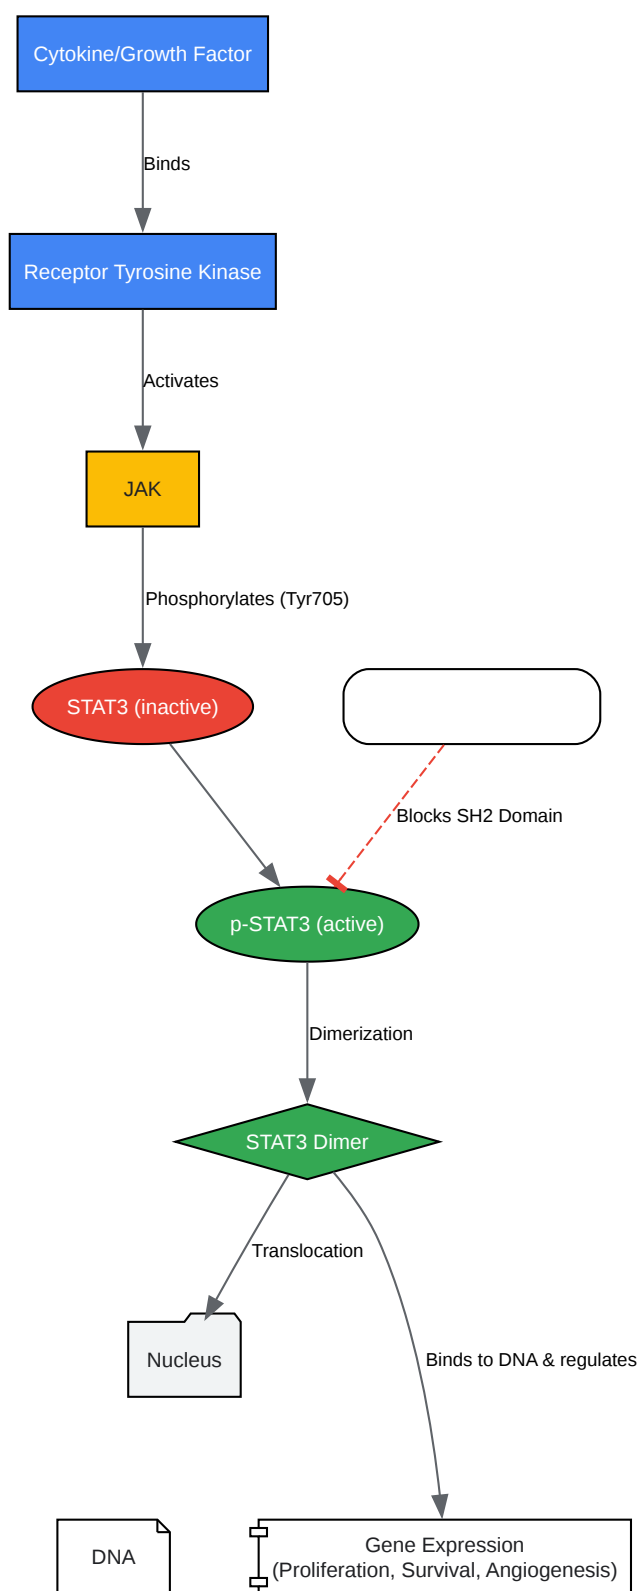 Cytokine/Growth Factor
Binds
Receptor Tyrosine Kinase
Activates
JAK
Phosphorylates (Tyr705)
STAT3 (inactive)
Blocks SH2 Domain
p-STAT3 (active)
Dimerization
STAT3 Dimer
Translocation
Nucleus
Binds to DNA & regulates
DNA
Gene Expression
(Proliferation, Survival, Angiogenesis)